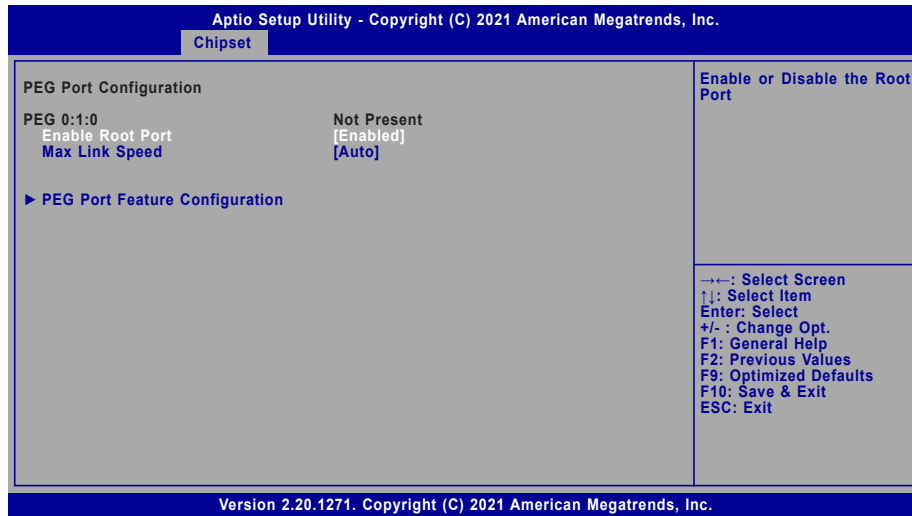 Aptio Setup Utility - Copyright (C) 2021 American Megatrends, Inc.
Chipset
PEG Port Configuration
PEG 0:1:0 Not Present
Enable Root Port [Enabled]
Max Link Speed [Auto]
► PEG Port Feature Configuration
Enable or Disable the Root
Port
→←: Select Screen
↑↓: Select Item
Enter: Select
+/- : Change Opt.
F1: General Help
F2: Previous Values
F9: Optimized Defaults
F10: Save & Exit
ESC: Exit
Version 2.20.1271. Copyright (C) 2021 American Megatrends, Inc.